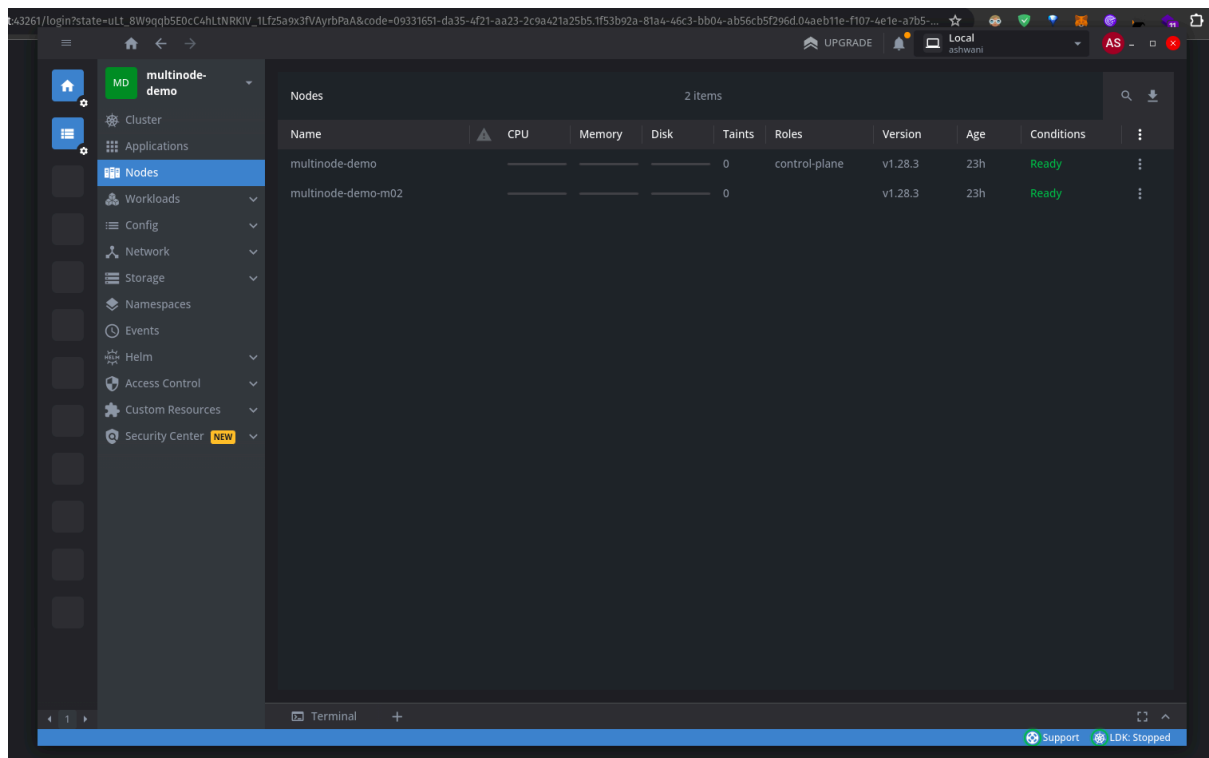 t:43261/login?state=uLt_8W9qqb5E0cC4hLtNRKIV_1Lfz5a9x3fVAyrbPaA&code=09331651-da35-4f21-aa23-2c9a421a25b5.1f53b92a-81a4-46c3-bb04-ab56cb5f296d.04aeb11e-f107-4e1e-a7b5-...
11
UPGRADE
Local
ashwani
AS
MD
multinode-
demo
Cluster
Applications
Nodes
Workloads
Config
Network
Storage
Namespaces
Events
HELM Helm
Access Control
Custom Resources
Security Center NEW
Nodes 2 items
Name CPU Memory Disk Taints Roles Version Age Conditions
multinode-demo 0 control-plane v1.28.3 23h Ready
multinode-demo-m02 0 v1.28.3 23h Ready
1
Terminal +
Support LDK: Stopped